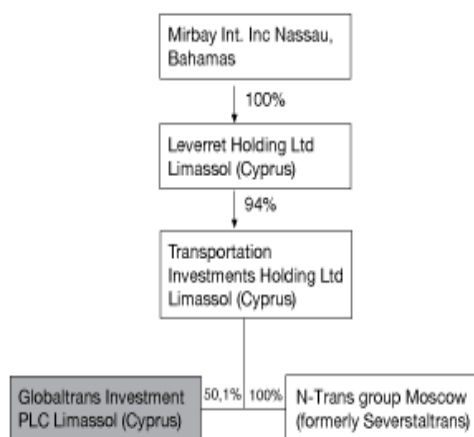 Mirbay Int. Inc Nassau,
Bahamas
100%
Leverret Holding Ltd
Limassol (Cyprus)
94%
Transportation
Investments Holding Ltd
Limassol (Cyprus)
Globaltrans Investment
PLC Limassol (Cyprus)
50,1%
100%
N-Trans group Moscow
(formerly Severstaltrans)